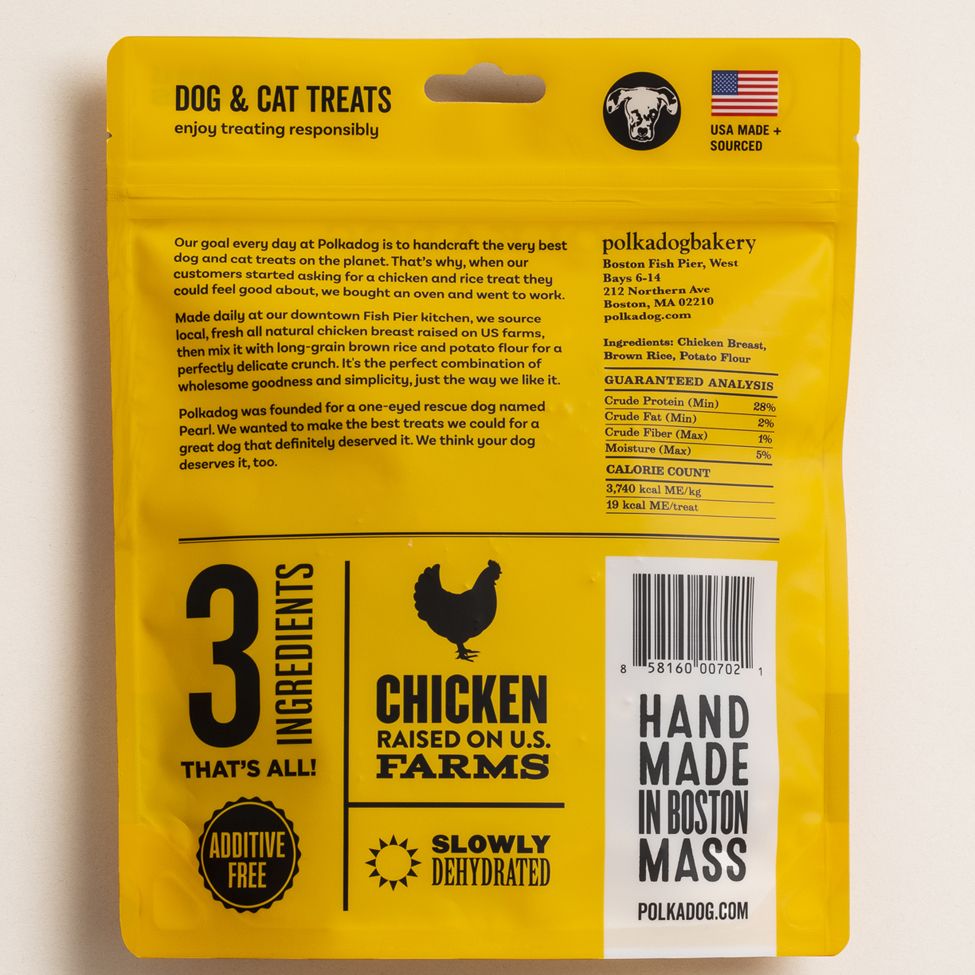 DOG & CAT TREATS
enjoy treating responsibly
USA MADE +
SOURCED
Our goal every day at Polkadog is to handcraft the very best
dog and cat treats on the planet. That's why, when our
customers started asking for a chicken and rice treat they
could feel good about, we bought an oven and went to work.
Made daily at our downtown Fish Pier kitchen, we source
local, fresh all natural chicken breast raised on US farms,
then mix it with long-grain brown rice and potato flour for a
perfectly delicate crunch. It's the perfect combination of
wholesome goodness and simplicity, just the way we like it.
Polkadog was founded for a one-eyed rescue dog named
Pearl. We wanted to make the best treats we could for a
great dog that definitely deserved it. We think your dog
deserves it, too.
polkadogbakery
Boston Fish Pier, West
Bays 6-14
212 Northern Ave
Boston, MA 02210
polkadog.com
Ingredients: Chicken Breast,
Brown Rice, Potato Flour
GUARANTEED ANALYSIS
Crude Protein (Min) 28%
Crude Fat (Min) 2%
Crude Fiber (Max) 1%
Moisture (Max) 5%
CALORIE COUNT
3,740 kcal ME/kg
19 kcal ME/treat
3 INGREDIENTS
THAT'S ALL!
ADDITIVE
FREE
CHICKEN
RAISED ON U.S.
FARMS
SLOWLY
DEHYDRATED
8 58160 00702 1
HAND
MADE
IN BOSTON
MASS
POLKADOG.COM